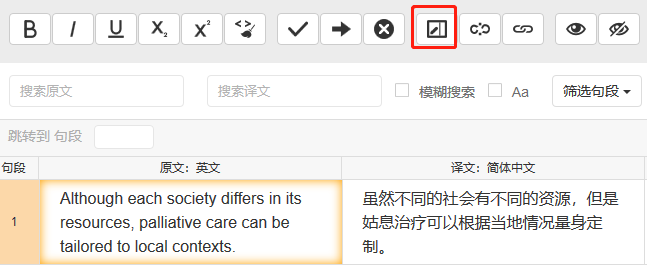 B I U X₂ X²
搜索原文 搜索译文 模糊搜索 Aa 筛选句段
跳转到 句段
句段 原文：英文 译文：简体中文
1
Although each society differs in its
resources, palliative care can be
tailored to local contexts.
虽然不同的社会有不同的资源，但是
姑息治疗可以根据当地情况量身定
制。